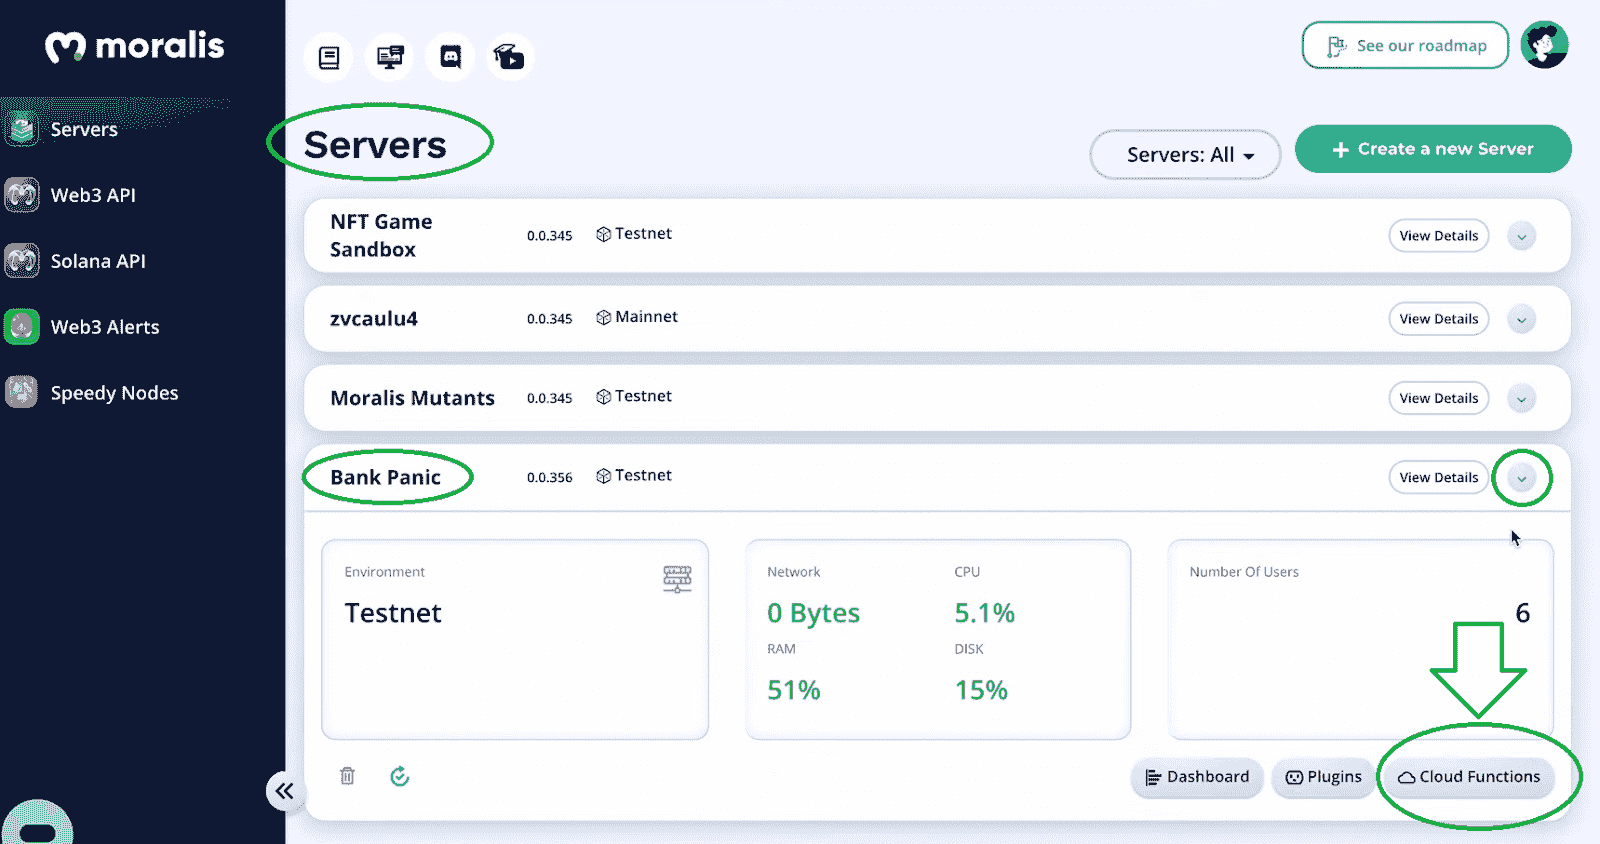 moralis
See our roadmap
Servers
Servers
Servers: All
+ Create a new Server
Web3 API
Solana API
Web3 Alerts
Speedy Nodes
NFT Game
Sandbox
0.0.345
Testnet
View Details
zvcaulu4
0.0.345
Mainnet
View Details
Moralis Mutants
0.0.345
Testnet
View Details
Bank Panic
0.0.356
Testnet
View Details
Environment
Testnet
Network
0 Bytes
CPU
5.1%
RAM
51%
DISK
15%
Number Of Users
6
Dashboard
Plugins
Cloud Functions